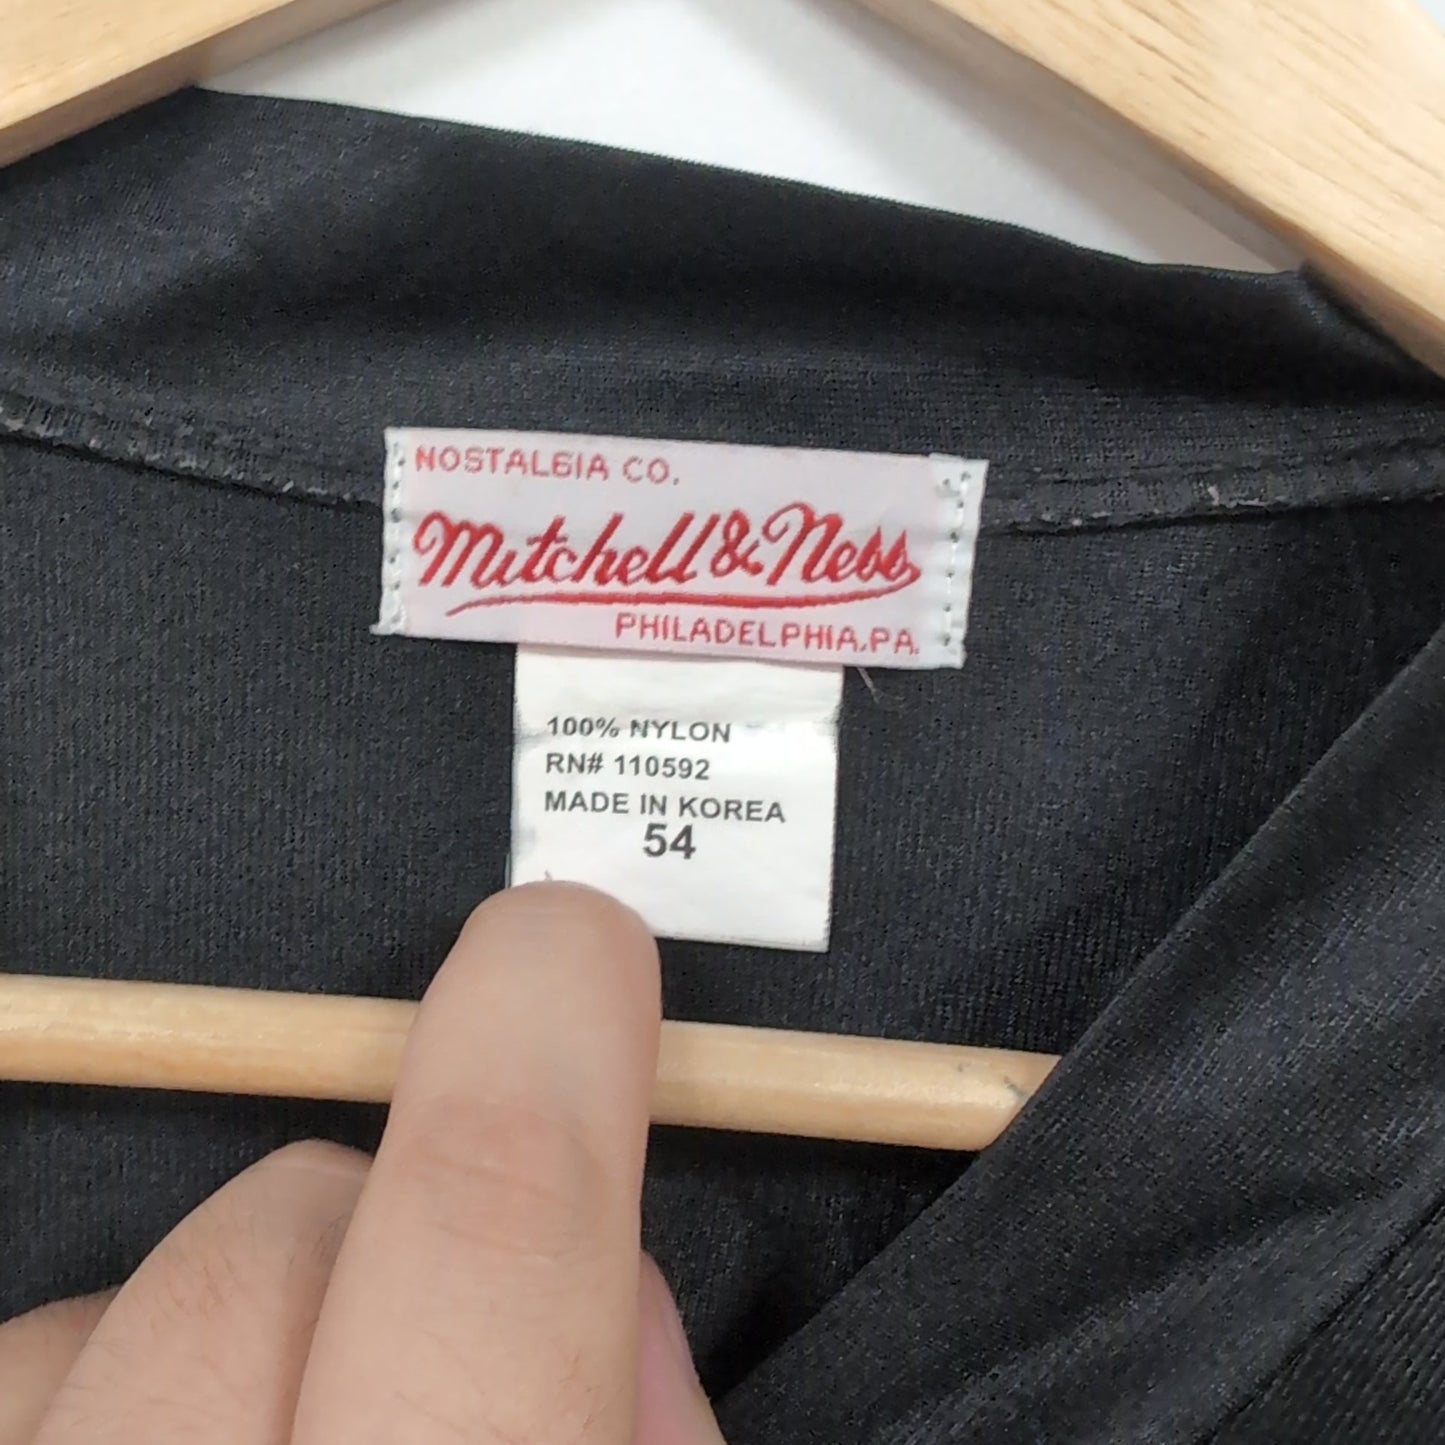 NOSTALGIA CO.
Mitchell & Ness
PHILADELPHIA, PA.
100% NYLON
RN# 110592
MADE IN KOREA
54